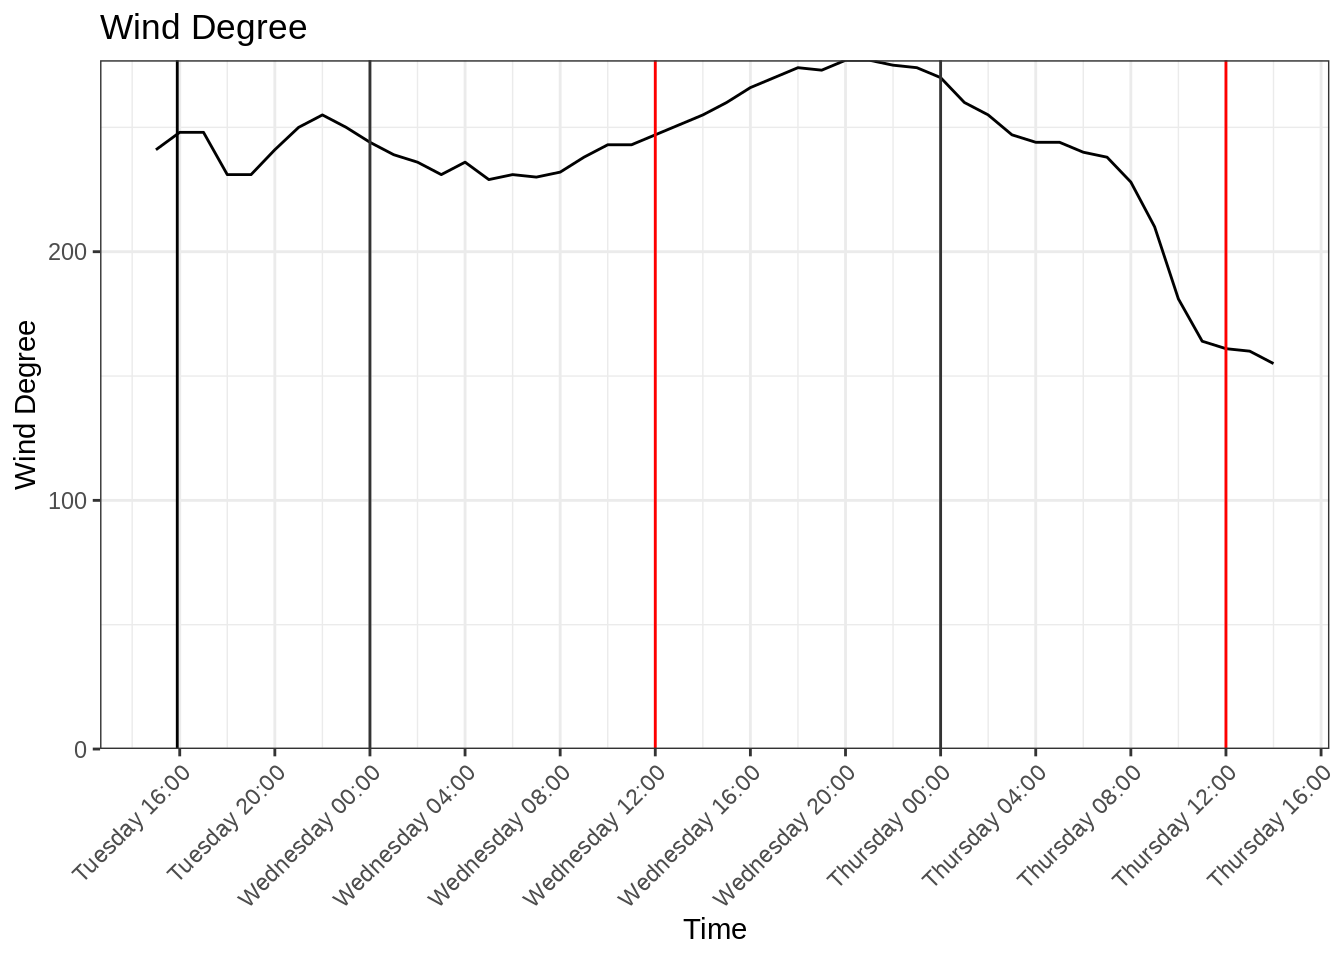 Wind Degree
Wind Degree
200
100
0
Tuesday 16:00
Tuesday 20:00
Wednesday 00:00
Wednesday 04:00
Wednesday 08:00
Wednesday 12:00
Wednesday 16:00
Wednesday 20:00
Thursday 00:00
Thursday 04:00
Thursday 08:00
Thursday 12:00
Thursday 16:00
Time